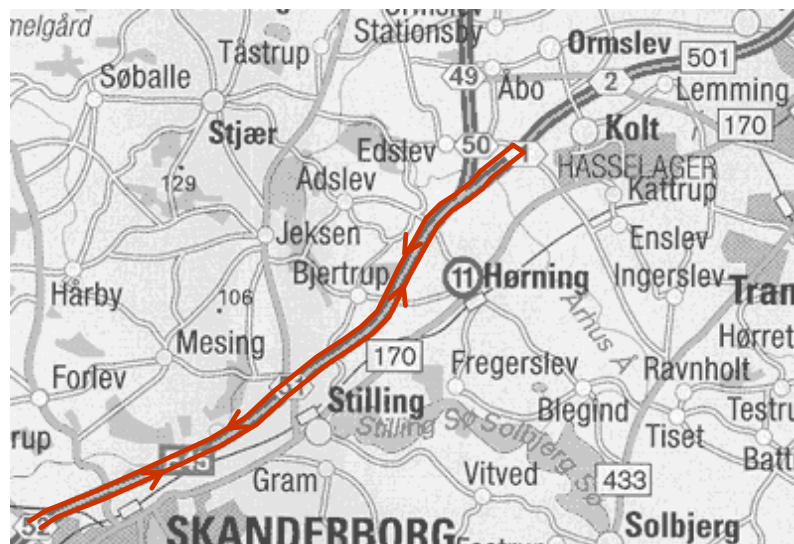 melgård
Ormslev
Stationsby
Tåstrup
Ormslev
501
49
Søballe
Åbo
2
Lemming
Stjær
170
Kolt
50
Edslev
HASSELAGER
129
Adslev
Kattrup
Jeksen
Enslev
Bjertrup
11
Hørning
Ingerslev
Tran
Hårby
106
Århus Å
Mesing
170
Hørret
Fregerslev
Ravnholt
Forlev
Stilling
Blegind
Testru
Stilling Sø
Solbjerg Sø
Tiset
rup
Batt
Gram
Vitved
433
52
SKANDERBORG
Solbjerg